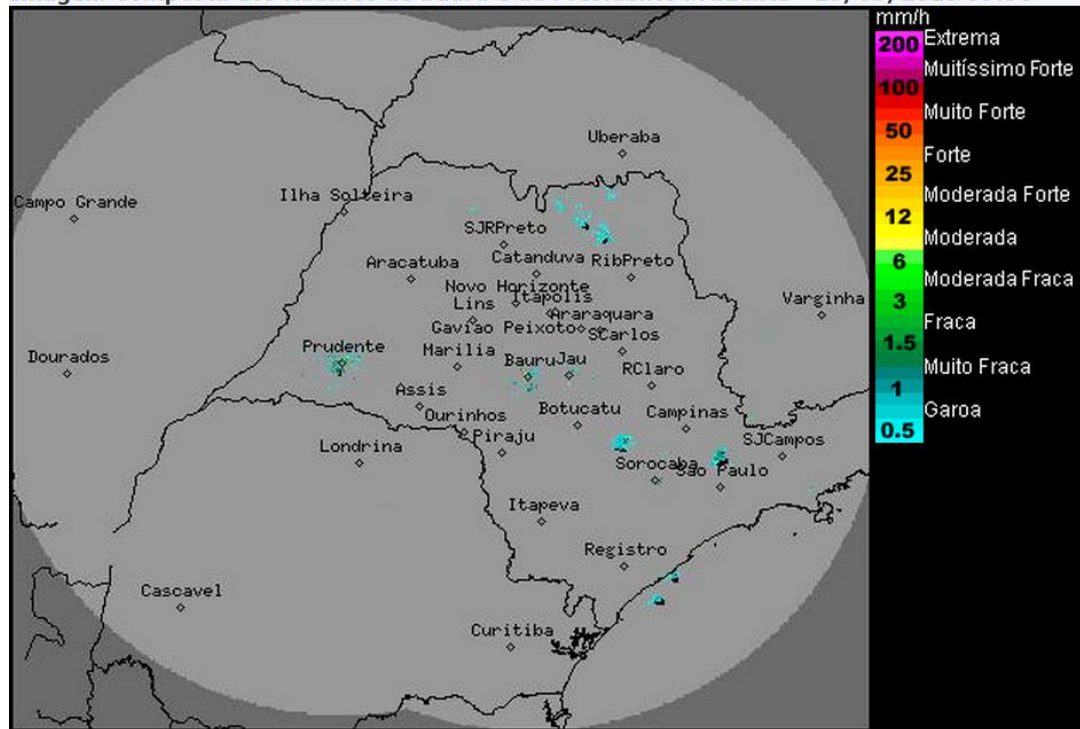 mm/h
200 Extrema
Muitíssimo Forte
100
Muito Forte
50
Forte
25
Moderada Forte
12
Moderada
6
Moderada Fraca
3
Fraca
1.5
Muito Fraca
1
Garoa
0.5
Uberaba
Campo Grande
Ilha Solteira
SJRPreto
Catanduva
RibPreto
Aracatuba
Novo Horizonte
Itapolis
Lins
Araraquara
Gaviao Peixoto
SCarlos
Varginha
Prudente
Dourados
Marilia
Bauru
Jau
RClaro
Assis
Botucatu
Campinas
Ourinhos
Piraju
SJCampos
Londrina
Sorocaba
Sao Paulo
Itapeva
Registro
Cascavel
Curitiba